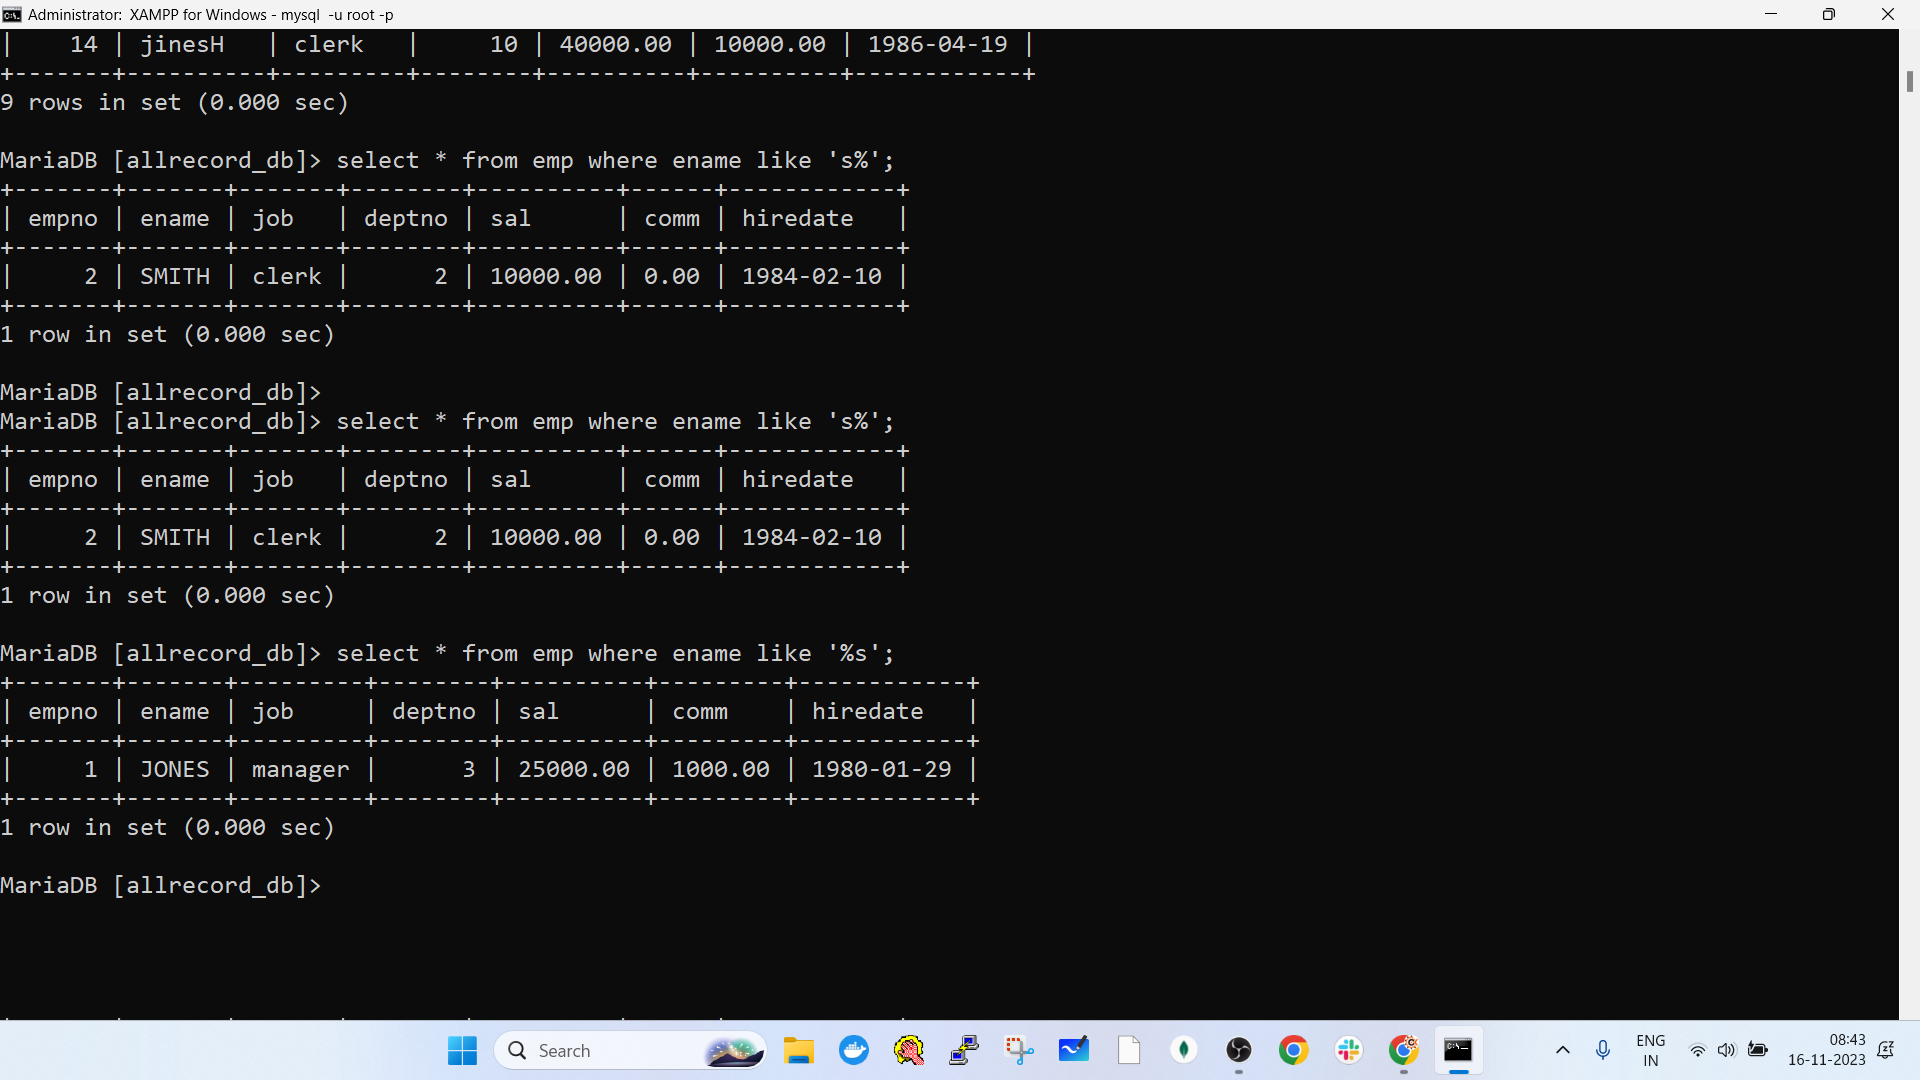 Administrator: XAMPP for Windows - mysql -u root -p
|    14 | jinesH   | clerk   |     10 | 40000.00 | 10000.00 | 1986-04-19 |
+-------+----------+---------+--------+----------+----------+------------+
9 rows in set (0.000 sec)

MariaDB [allrecord_db]> select * from emp where ename like 's%';
+-------+-------+-------+--------+----------+------+------------+
| empno | ename | job   | deptno | sal      | comm | hiredate   |
+-------+-------+-------+--------+----------+------+------------+
|     2 | SMITH | clerk |      2 | 10000.00 | 0.00 | 1984-02-10 |
+-------+-------+-------+--------+----------+------+------------+
1 row in set (0.000 sec)

MariaDB [allrecord_db]>
MariaDB [allrecord_db]> select * from emp where ename like 's%';
+-------+-------+-------+--------+----------+------+------------+
| empno | ename | job   | deptno | sal      | comm | hiredate   |
+-------+-------+-------+--------+----------+------+------------+
|     2 | SMITH | clerk |      2 | 10000.00 | 0.00 | 1984-02-10 |
+-------+-------+-------+--------+----------+------+------------+
1 row in set (0.000 sec)

MariaDB [allrecord_db]> select * from emp where ename like '%s';
+-------+-------+---------+--------+----------+---------+------------+
| empno | ename | job     | deptno | sal      | comm    | hiredate   |
+-------+-------+---------+--------+----------+---------+------------+
|     1 | JONES | manager |      3 | 25000.00 | 1000.00 | 1980-01-29 |
+-------+-------+---------+--------+----------+---------+------------+
1 row in set (0.000 sec)

MariaDB [allrecord_db]>
Search
ENG
IN
08:43
16-11-2023